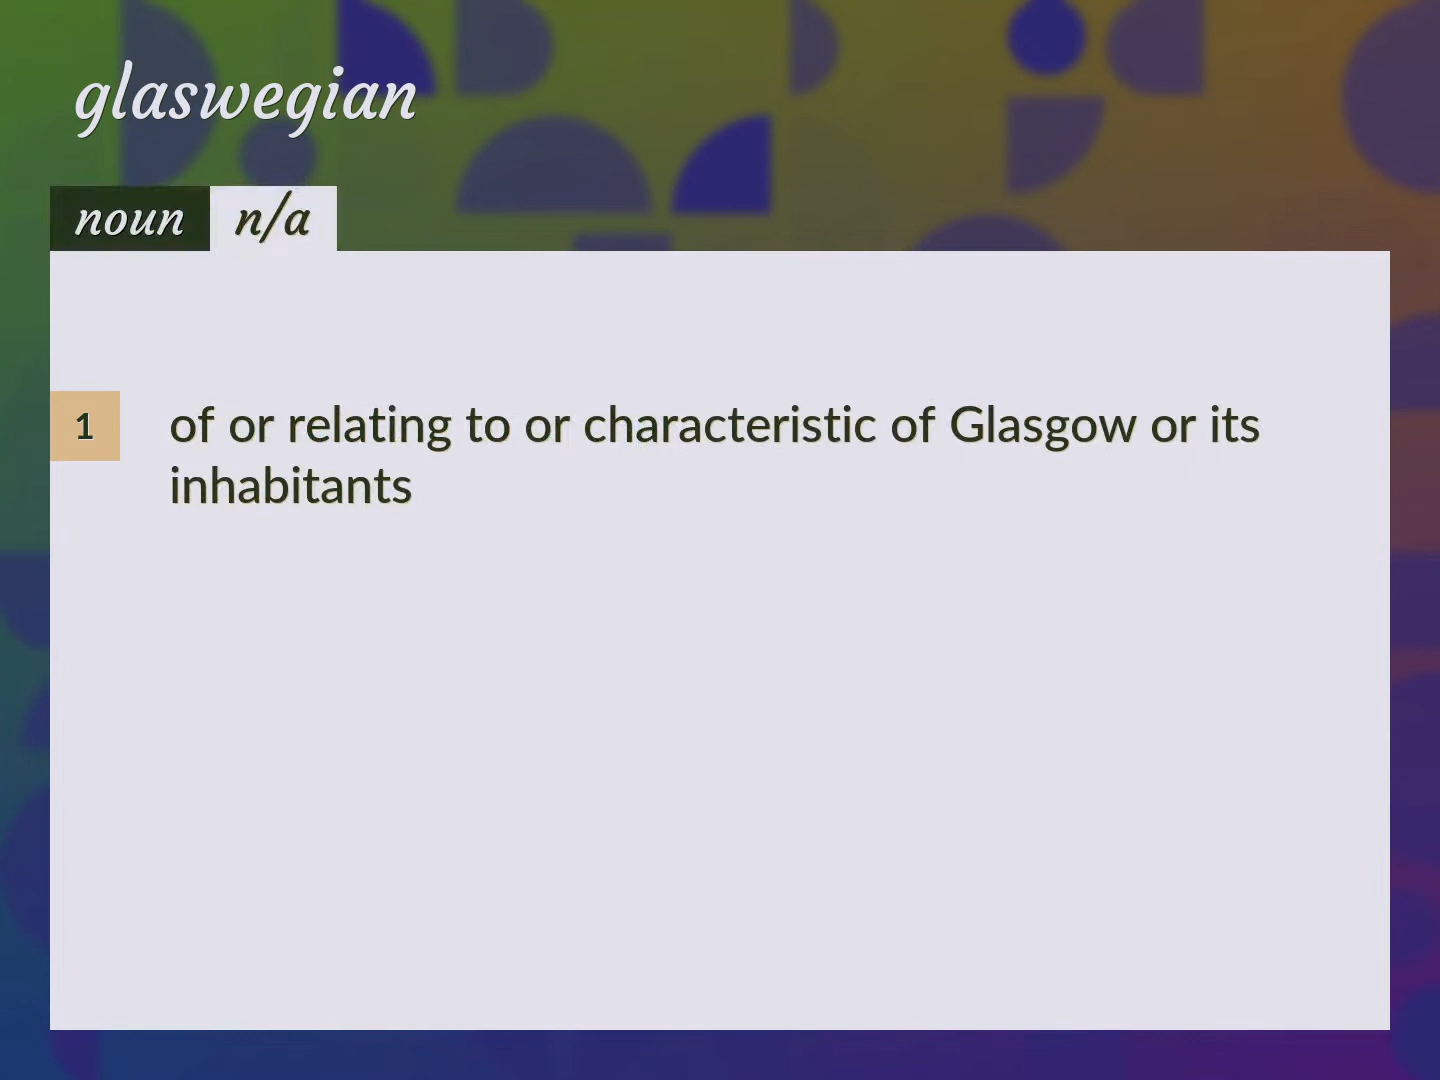 glaswegian
noun n/a
1 of or relating to or characteristic of Glasgow or its
inhabitants